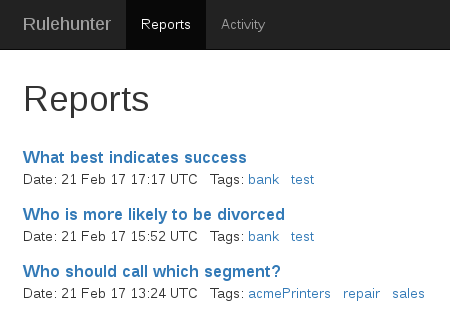 Rulehunter Reports Activity
Reports
What best indicates success
Date: 21 Feb 17 17:17 UTC Tags: bank test
Who is more likely to be divorced
Date: 21 Feb 17 15:52 UTC Tags: bank test
Who should call which segment?
Date: 21 Feb 17 13:24 UTC Tags: acmePrinters repair sales